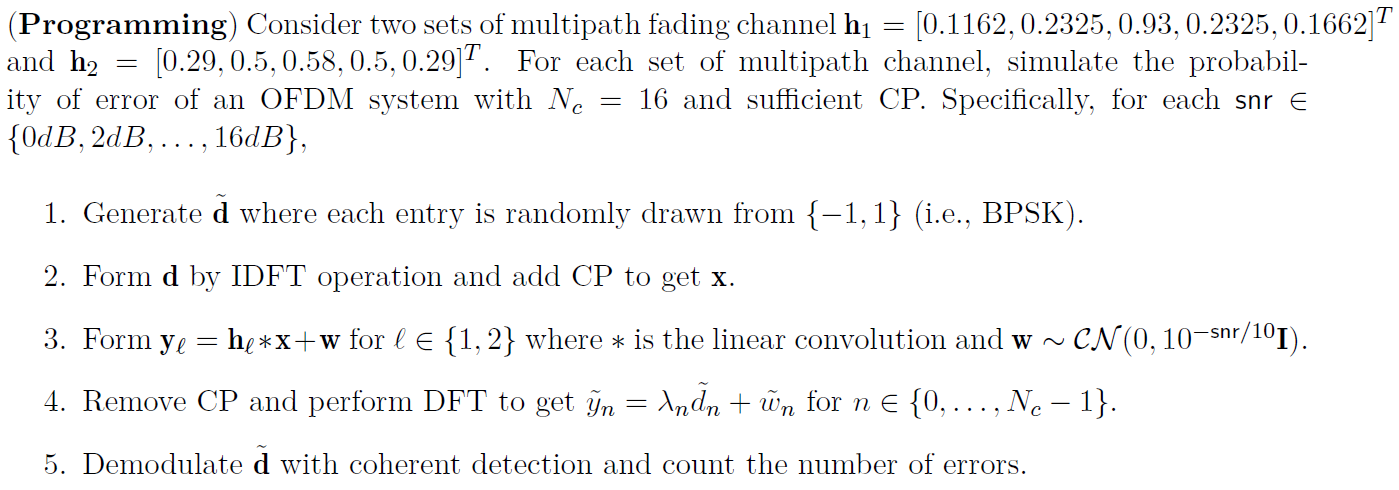 (Programming) Consider two sets of multipath fading channel h₁ = [0.1162, 0.2325, 0.93, 0.2325, 0.1662]ᵀ
and h₂ = [0.29, 0.5, 0.58, 0.5, 0.29]ᵀ. For each set of multipath channel, simulate the probabil-
ity of error of an OFDM system with N_c = 16 and sufficient CP. Specifically, for each snr ∈
{0dB, 2dB, . . . , 16dB},
1. Generate d̃ where each entry is randomly drawn from {−1, 1} (i.e., BPSK).
2. Form d by IDFT operation and add CP to get x.
3. Form y_ℓ = h_ℓ ∗ x + w for ℓ ∈ {1, 2} where ∗ is the linear convolution and w ∼ 𝒞𝒩(0, 10^{−snr/10}I).
4. Remove CP and perform DFT to get ỹ_n = λ_n d̃_n + w̃_n for n ∈ {0, . . . , N_c − 1}.
5. Demodulate d̃ with coherent detection and count the number of errors.